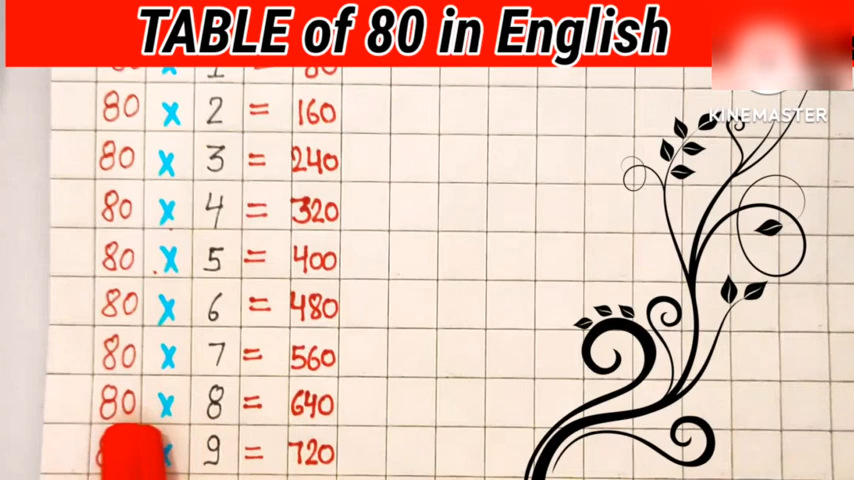 TABLE of 80 in English
KINEMASTER
80 x 2 = 160
80 x 3 = 240
80 x 4 = 320
80 x 5 = 400
80 x 6 = 480
80 x 7 = 560
80 x 8 = 640
x 9 = 720